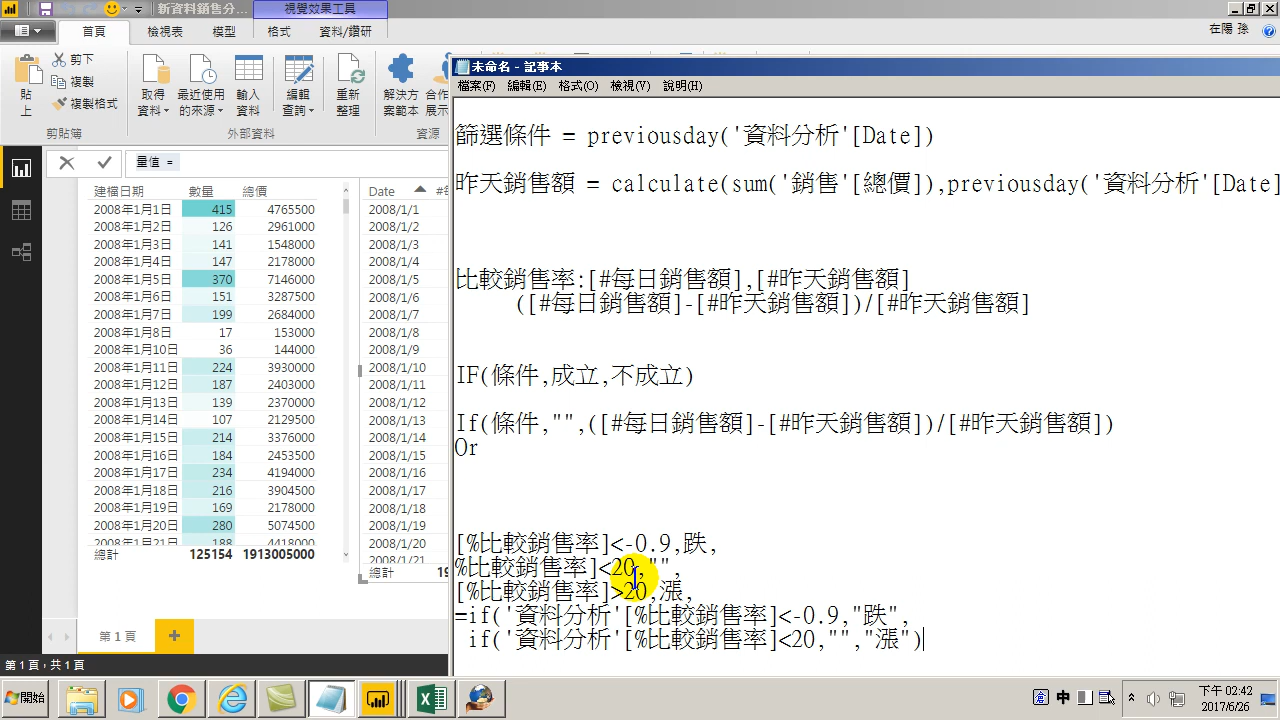 新資料銷售分...
視覺效果工具
首頁
檢視表
模型
格式
資料/鑽研
在陽 孫
貼上
剪下
複製
複製格式
剪貼簿
取得資料
最近使用的來源
輸入資料
編輯查詢
外部資料
重新整理
解決方案範本
合作
展示
資源
量值 =
建檔日期 數量 總價
2008年1月1日 415 4765500
2008年1月2日 126 2961000
2008年1月3日 141 1548000
2008年1月4日 147 2178000
2008年1月5日 370 7146000
2008年1月6日 151 3287500
2008年1月7日 199 2684000
2008年1月8日 17 153000
2008年1月10日 36 144000
2008年1月11日 224 3930000
2008年1月12日 187 2403000
2008年1月13日 139 2370000
2008年1月14日 107 2129500
2008年1月15日 214 3376000
2008年1月16日 184 2453500
2008年1月17日 234 4194000
2008年1月18日 216 3904500
2008年1月19日 169 2178000
2008年1月20日 280 5074500
2008年1月21日 188 4418000
總計 125154 1913005000
Date
2008/1/1
2008/1/2
2008/1/3
2008/1/4
2008/1/5
2008/1/6
2008/1/7
2008/1/8
2008/1/9
2008/1/10
2008/1/11
2008/1/12
2008/1/13
2008/1/14
2008/1/15
2008/1/16
2008/1/17
2008/1/18
2008/1/19
2008/1/20
2008/1/21
總計
未命名 - 記事本
檔案(F) 編輯(E) 格式(O) 檢視(V) 說明(H)
篩選條件 = previousday('資料分析'[Date])
昨天銷售額 = calculate(sum('銷售'[總價]),previousday('資料分析'[Date]
比較銷售率:[#每日銷售額],[#昨天銷售額]
([#每日銷售額]-[#昨天銷售額])/[#昨天銷售額]
IF(條件,成立,不成立)
If(條件,"",([#每日銷售額]-[#昨天銷售額])/[#昨天銷售額])
Or
[%比較銷售率]<-0.9,跌,
%比較銷售率]<20,"",
[%比較銷售率]>20,漲,
=if('資料分析'[%比較銷售率]<-0.9,"跌",
if('資料分析'[%比較銷售率]<20,"","漲")
第 1 頁
第 1 頁，共 1 頁
開始
中
下午 02:42
2017/6/26